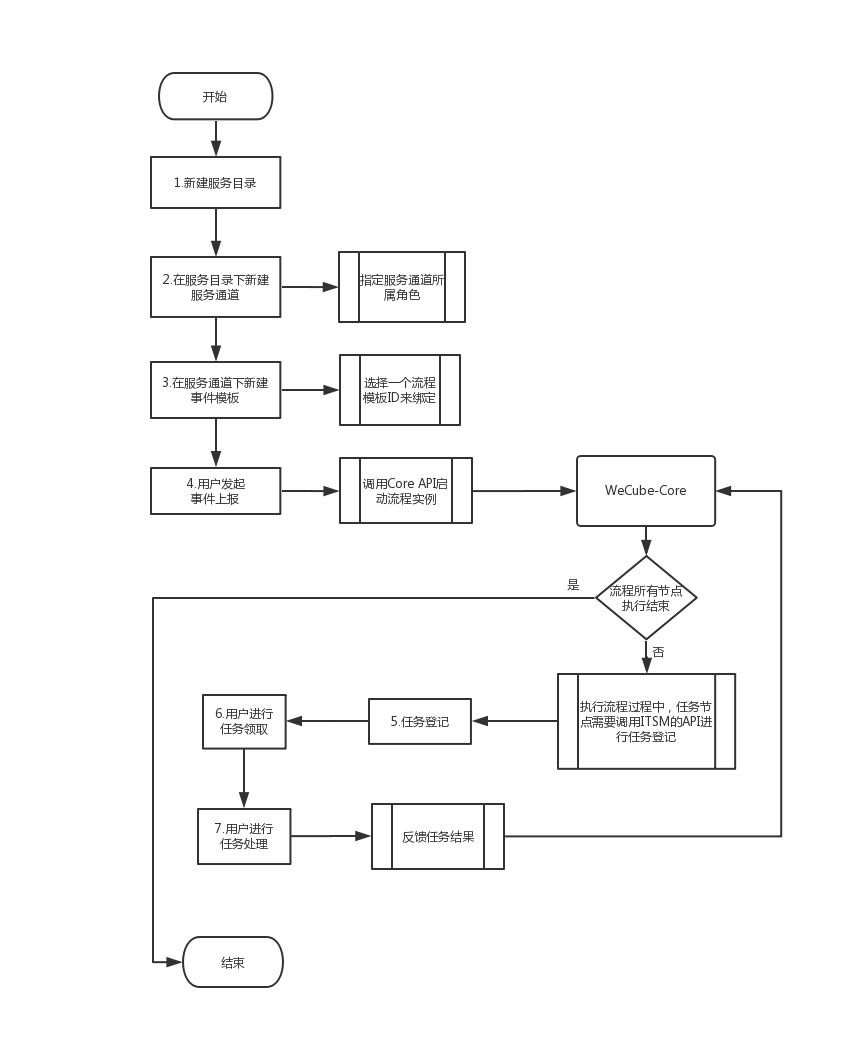 开始
1.新建服务目录
2.在服务目录下新建
服务通道
指定服务通道所
属角色
3.在服务通道下新建
事件模板
选择一个流程
模板ID来绑定
4.用户发起
事件上报
调用Core API启
动流程实例
WeCube-Core
是
流程所有节点
执行结束
否
执行流程过程中，任务节
点需要调用ITSM的API进
行任务登记
5.任务登记
6.用户进行
任务领取
7.用户进行
任务处理
反馈任务结果
结束